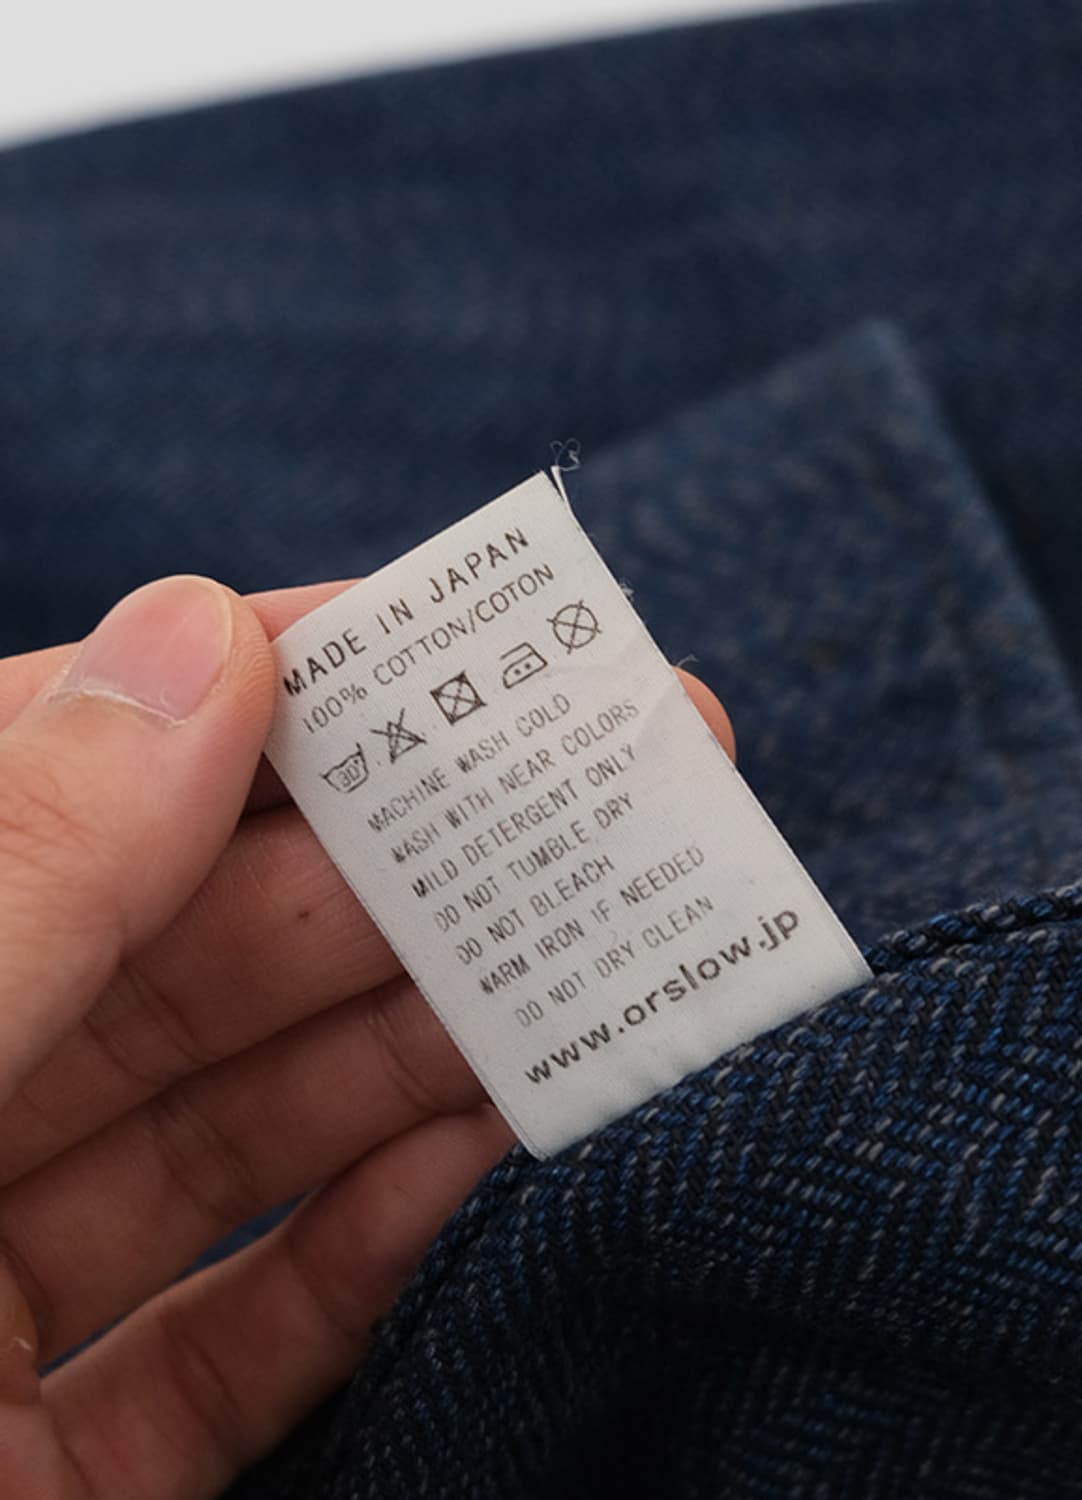 MADE IN JAPAN
100% COTTON/COTON
30°
MACHINE WASH COLD
WASH WITH NEAR COLORS
MILD DETERGENT ONLY
DO NOT TUMBLE DRY
DO NOT BLEACH
WARM IRON IF NEEDED
DO NOT DRY CLEAN
www.orslow.jp